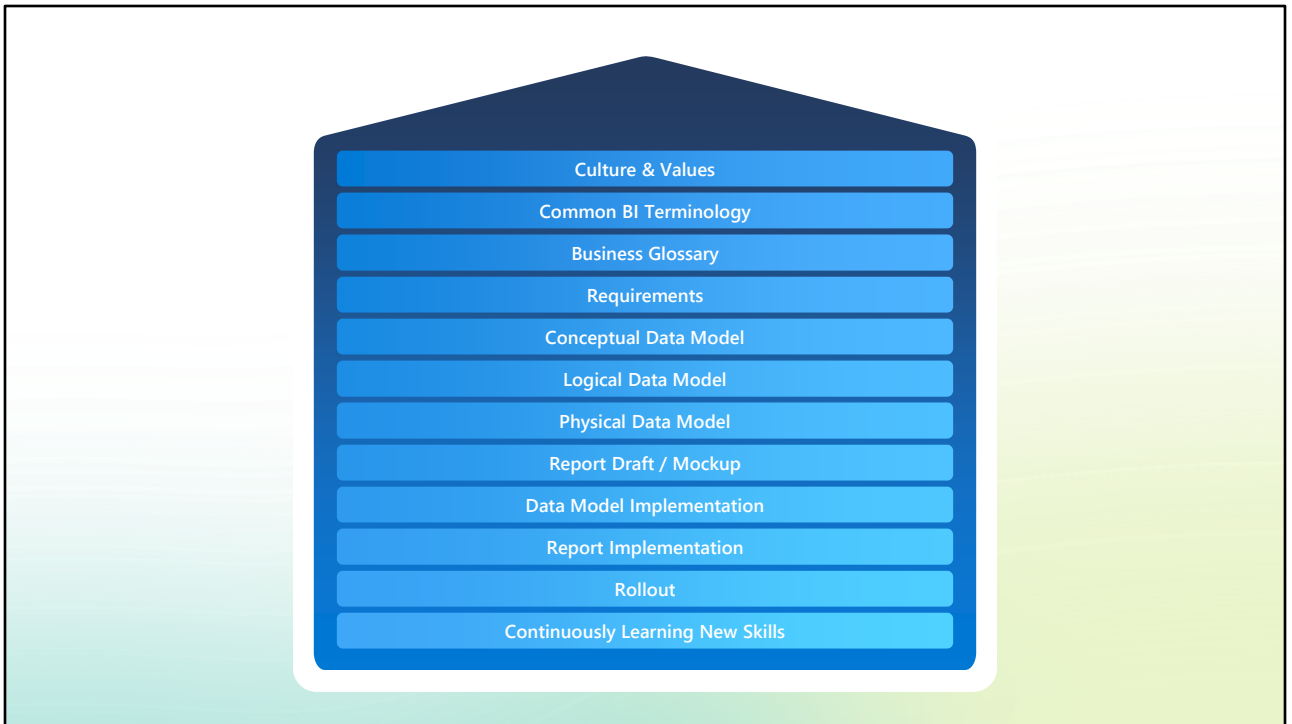 Culture & Values
Common BI Terminology
Business Glossary
Requirements
Conceptual Data Model
Logical Data Model
Physical Data Model
Report Draft / Mockup
Data Model Implementation
Report Implementation
Rollout
Continuously Learning New Skills